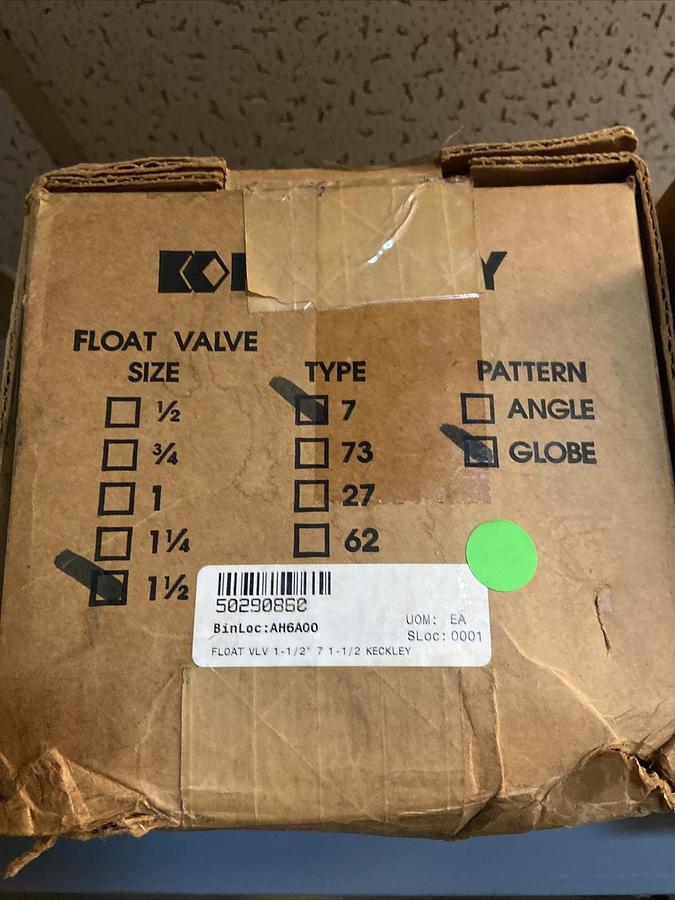 FLOAT VALVE
SIZE TYPE PATTERN
½ 7 ANGLE
¾ 73 GLOBE
1 27
1¼ 62
1½
50290860
BinLoc:AH6A00 UOM: EA
SLoc:0001
FLOAT VLV 1-1/2" 7 1-1/2 KECKLEY